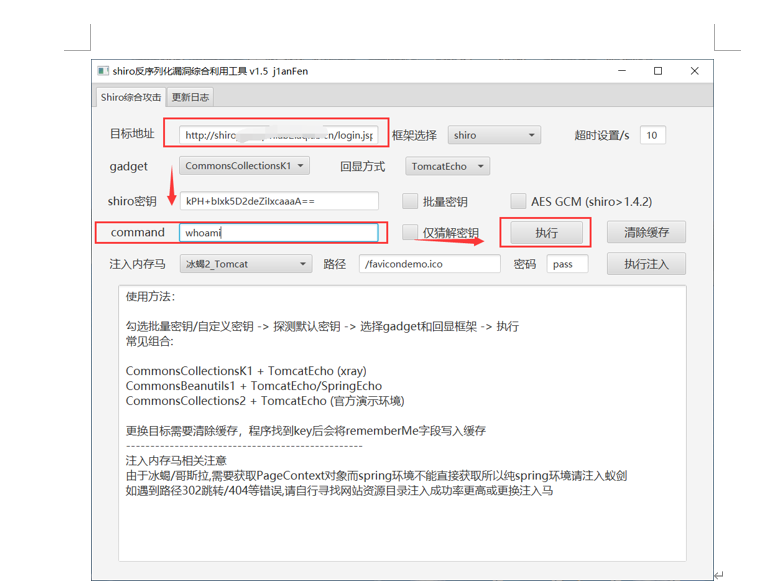 shiro反序列化漏洞综合利用工具 v1.5 j1anFen
Shiro综合攻击 更新日志
目标地址 http://shiro cn/login.jsp 框架选择 shiro 超时设置/s 10
gadget CommonsCollectionsK1 回显方式 TomcatEcho
shiro密钥 kPH+bIxk5D2deZiIxcaaaA== 批量密钥 AES GCM (shiro>1.4.2)
command whoami 仅猜解密钥 执行 清除缓存
注入内存马 冰蝎2_Tomcat 路径 /favicondemo.ico 密码 pass 执行注入
使用方法:
勾选批量密钥/自定义密钥 -> 探测默认密钥 -> 选择gadget和回显框架 -> 执行
常见组合:
CommonsCollectionsK1 + TomcatEcho (xray)
CommonsBeanutils1 + TomcatEcho/SpringEcho
CommonsCollections2 + TomcatEcho (官方演示环境)
更换目标需要清除缓存，程序找到key后会将rememberMe字段写入缓存
-----------------------------------------------
注入内存马相关注意
由于冰蝎/哥斯拉,需要获取PageContext对象而spring环境不能直接获取所以纯spring环境请注入蚁剑
如遇到路径302跳转/404等错误,请自行寻找网站资源目录注入成功率更高或更换注入马